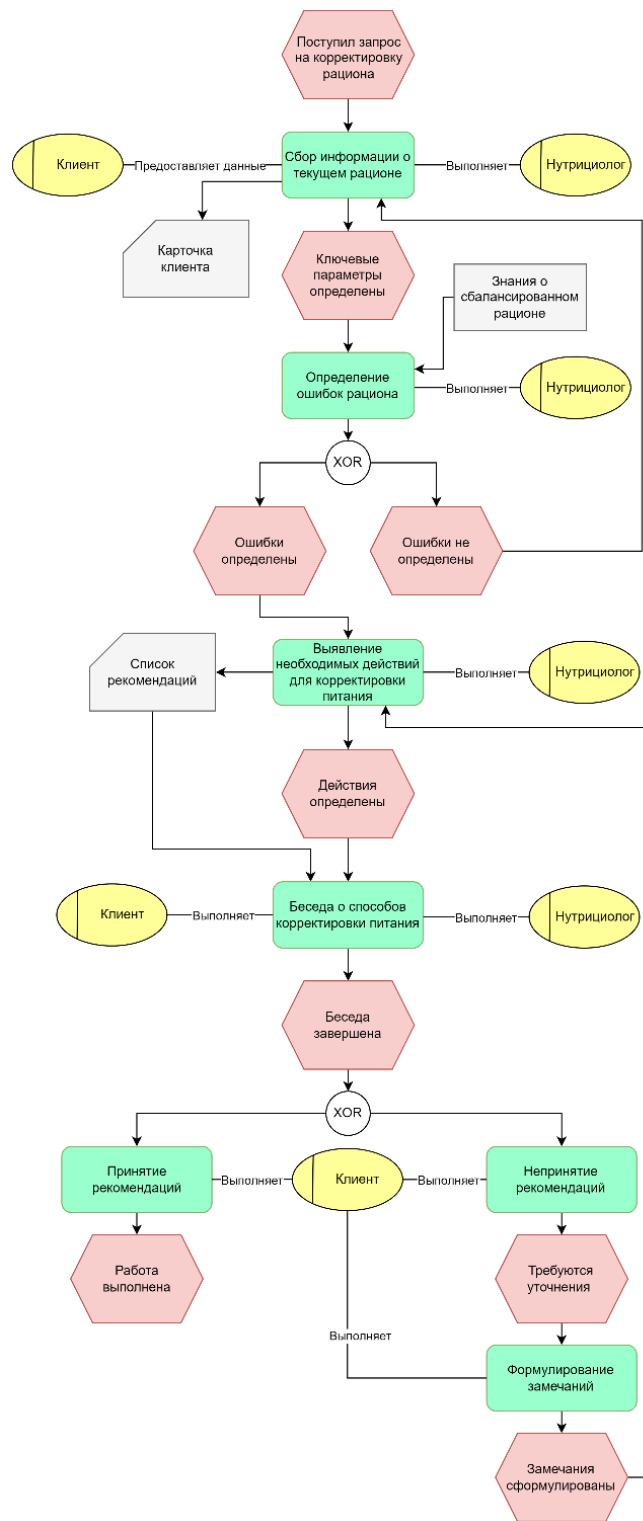 Поступил запрос
на корректировку
рациона
Клиент
Предоставляет данные
Сбор информации о
текущем рационе
Выполняет
Нутрициолог
Карточка
клиента
Ключевые
параметры
определены
Знания о
сбалансированном
рационе
Определение
ошибок рациона
Выполняет
Нутрициолог
XOR
Ошибки
определены
Ошибки не
определены
Список
рекомендаций
Выявление
необходимых действий
для корректировки
питания
Выполняет
Нутрициолог
Действия
определены
Клиент
Выполняет
Беседа о способов
корректировки питания
Выполняет
Нутрициолог
Беседа
завершена
XOR
Принятие
рекомендаций
Выполняет
Клиент
Выполняет
Непринятие
рекомендаций
Работа
выполнена
Требуются
уточнения
Выполняет
Формулирование
замечаний
Замечания
сформулированы